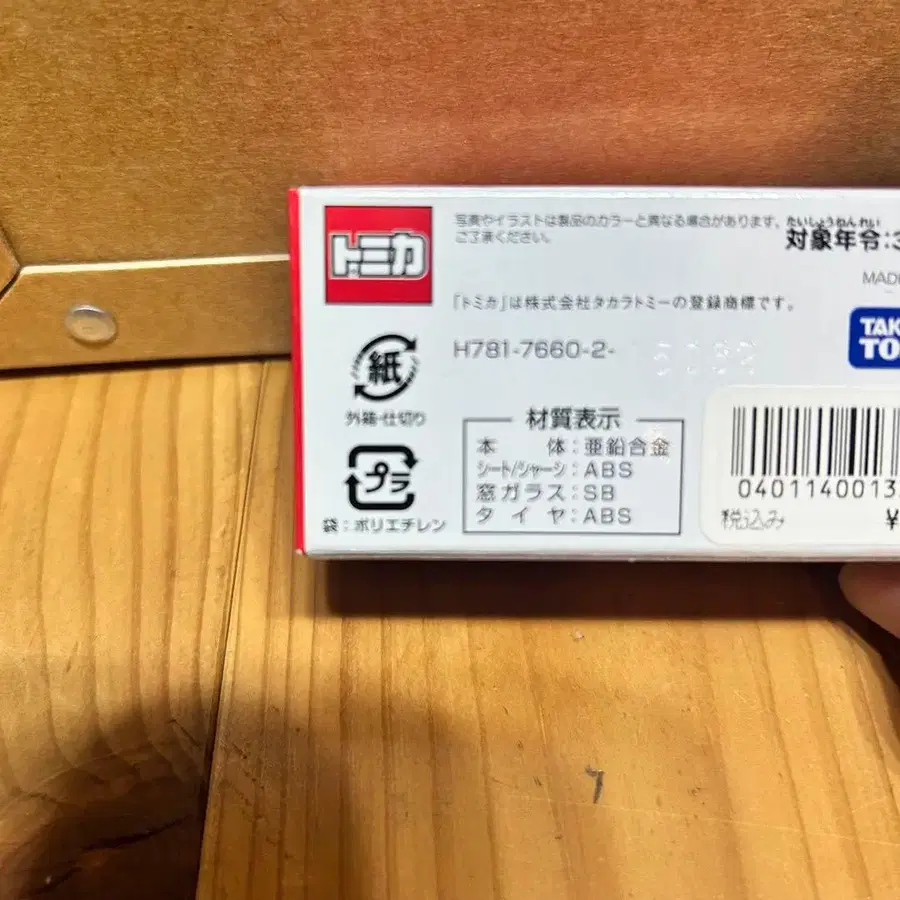 トミカ
写真やイラストは製品のカラーと異なる場合があります。
ご了承ください。
たいしょうねんれい
対象年令:3
「トミカ」は株式会社タカラトミーの登録商標です。
MAD
H781-7660-2-
TAK
TO
紙
外箱・仕切り
プラ
袋：ポリエチレン
材質表示
本 体：亜鉛合金
シート/シャーシ：ABS
窓ガラス：SB
タイヤ：ABS
0401140013
税込み
¥